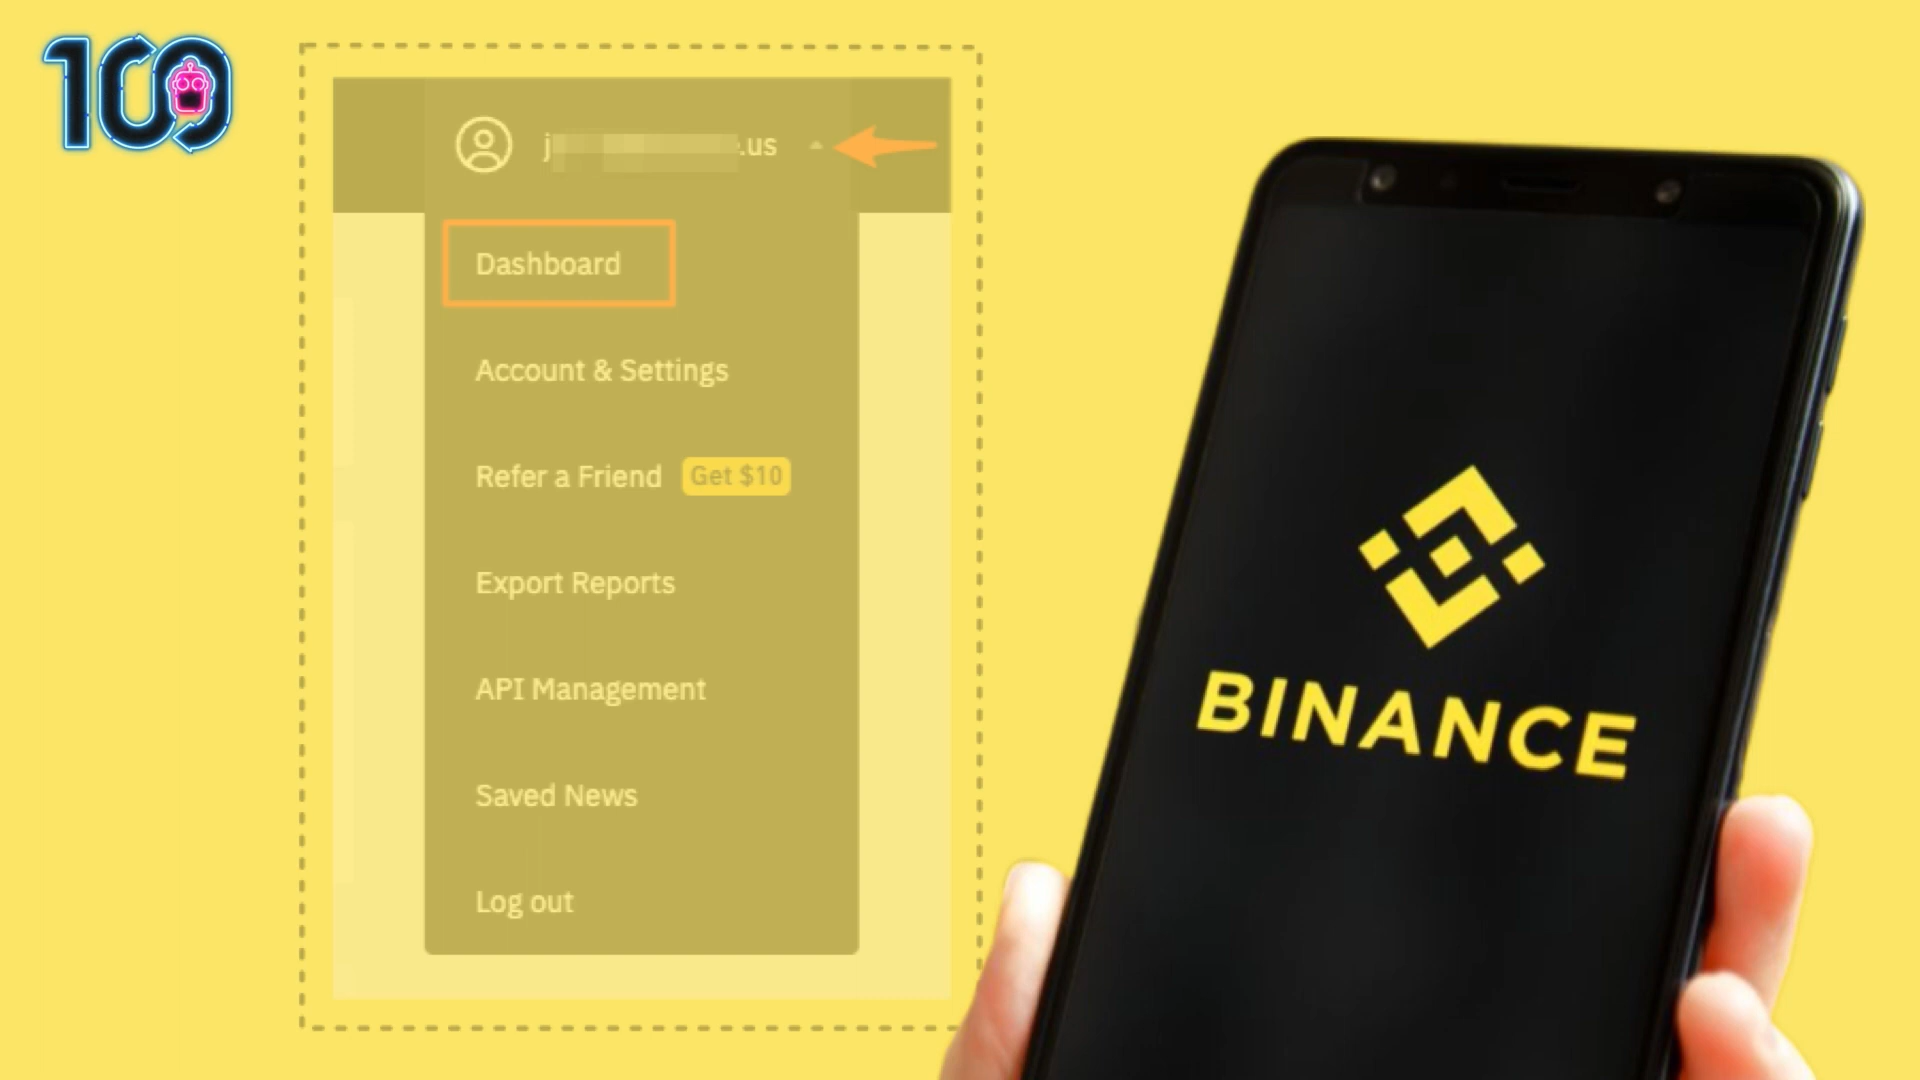 100
j
.us
Dashboard
Account & Settings
Refer a Friend Get $10
Export Reports
API Management
Saved News
Log out
BINANCE